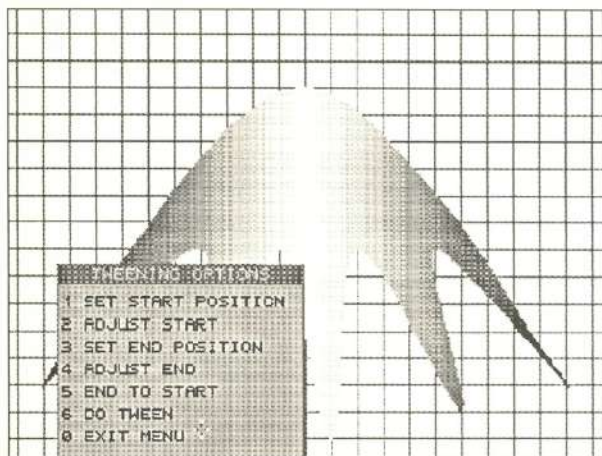 TWEENING OPTIONS
1 SET START POSITION
2 ADJUST START
3 SET END POSITION
4 ADJUST END
5 END TO START
6 DO TWEEN
0 EXIT MENU